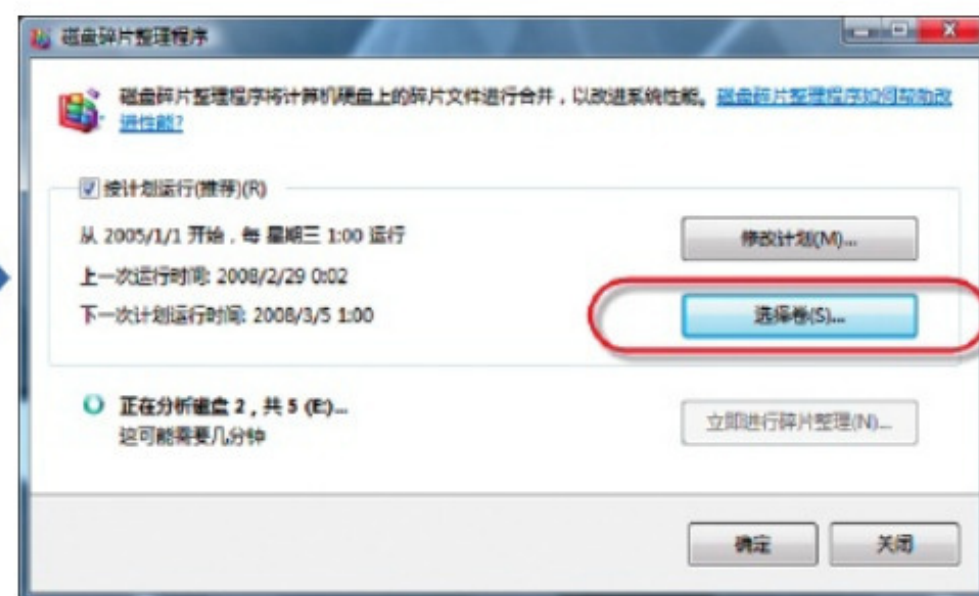 磁盘碎片整理程序
磁盘碎片整理程序将计算机硬盘上的碎片文件进行合并，以改进系统性能。磁盘碎片整理程序如何帮助改
进性能?
按计划运行(推荐)(R)
从 2005/1/1 开始，每 星期三 1:00 运行
修改计划(M)...
上一次运行时间: 2008/2/29 0:02
下一次计划运行时间: 2008/3/5 1:00
选择卷(S)...
正在分析磁盘 2，共 5 (E:)...
这可能需要几分钟
立即进行碎片整理(N)...
确定
关闭